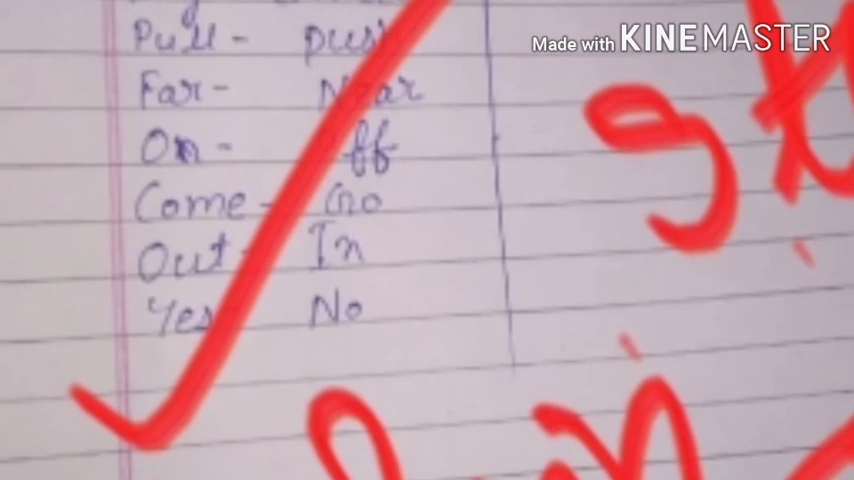 Made with KINEMASTER
Pull - push
Far - Near
On - Off
Come - Go
Out - In
Yes - No